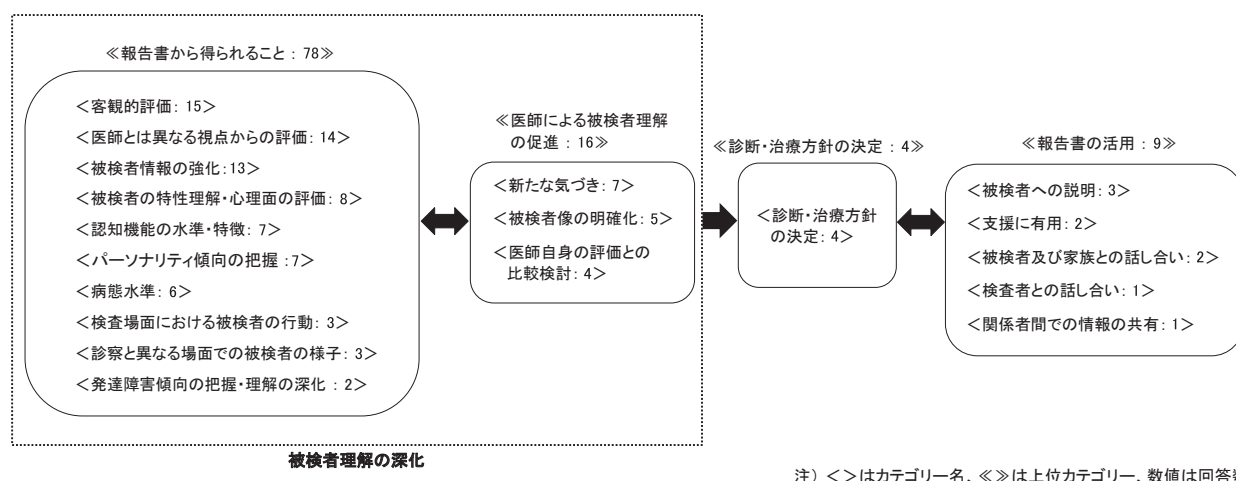 ≪報告書から得られること : 78≫
<客観的評価: 15>
<医師とは異なる視点からの評価: 14>
<被検者情報の強化:13>
<被検者の特性理解・心理面の評価 : 8>
<認知機能の水準・特徴: 7>
<パーソナリティ傾向の把握 : 7>
<病態水準: 6>
<検査場面における被検者の行動 : 3>
<診察と異なる場面での被検者の様子: 3>
<発達障害傾向の把握・理解の深化 : 2>
≪医師による被検者理解
の促進 : 16≫
<新たな気づき : 7>
<被検者像の明確化 : 5>
<医師自身の評価との
比較検討: 4>
被検者理解の深化
≪診断・治療方針の決定 : 4≫
<診断・治療方針
の決定: 4>
≪報告書の活用 : 9≫
<被検者への説明 : 3>
<支援に有用 : 2>
<被検者及び家族との話し合い : 2>
<検査者との話し合い : 1>
<関係者間での情報の共有 : 1>
注) <>はカテゴリー名, ≪≫は上位カテゴリー, 数値は回答